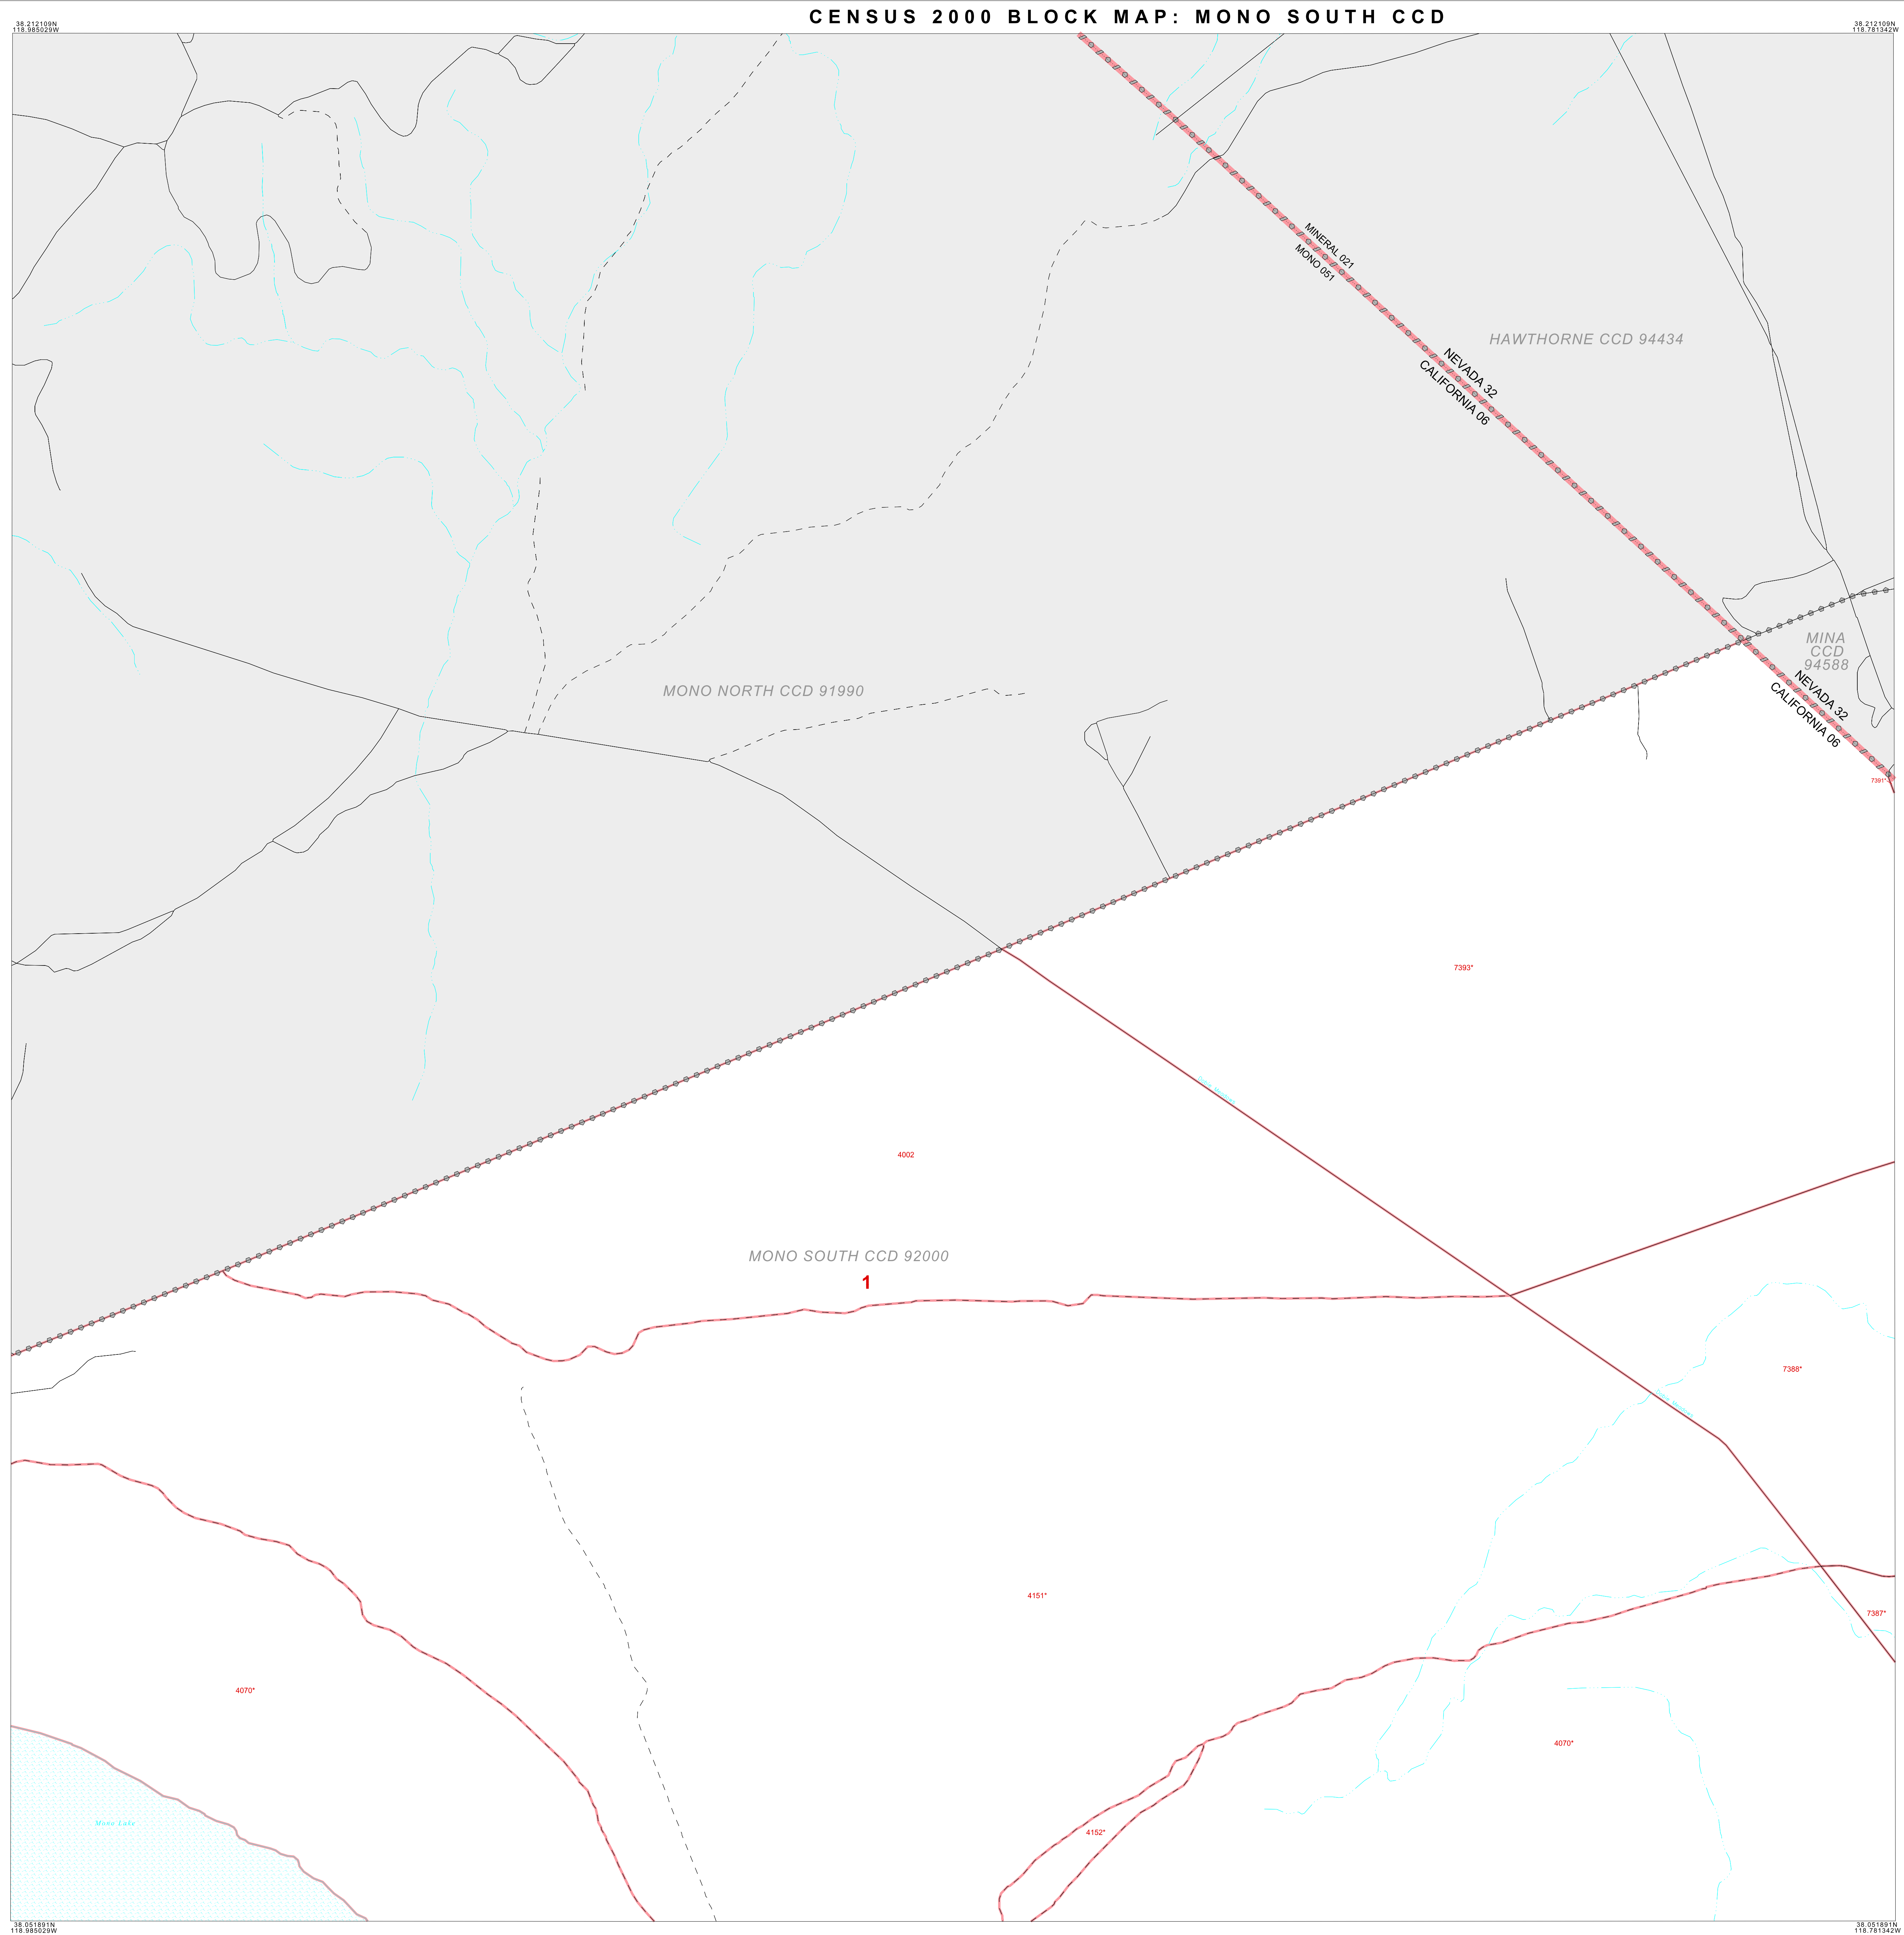 CENSUS 2000 BLOCK MAP: MONO SOUTH CCD
38.212109N
118.985029W
38.212109N
118.781342W
MINERAL 021
MONO 051
HAWTHORNE CCD 94434
NEVADA 32
CALIFORNIA 06
MINA
CCD
94588
MONO NORTH CCD 91990
NEVADA 32
CALIFORNIA 06
7391*
7393*
4002
MONO SOUTH CCD 92000
1
7388*
4151*
7387*
4070*
4070*
Mono Lake
4152*
38.051891N
118.985029W
38.051891N
118.781342W